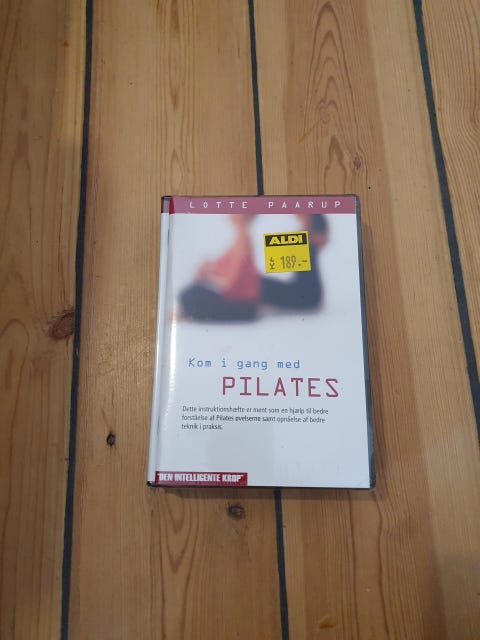 LOTTE PAARUP
ALDI
189.-
Kom i gang med
PILATES
Dette instruktionshæfte er ment som en hjælp til bedre
forståelse af Pilates øvelserne samt opnåelse af bedre
teknik i praksis.
"DEN INTELLIGENTE KROP"